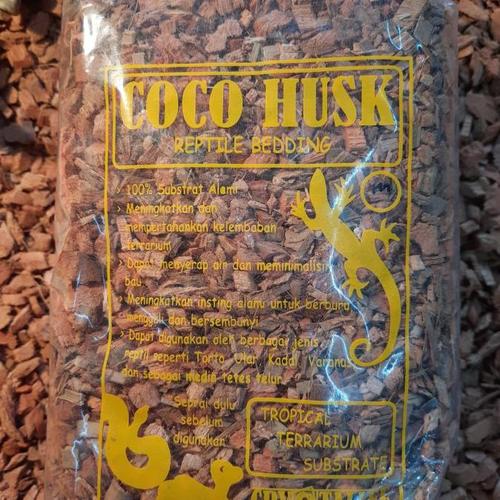 COCO HUSK
REPTILE BEDDING
> 100% Substrat Alami
> Meningkatkan dan
mempertahankan kelembaban
terrarium
> Dapat menyerap air dan meminimalisir
bau
> Meningkatkan insting alami untuk berburu
menggali dan bersembunyi
> Dapat digunakan oleh berbagai jenis
reptil seperti Torto, Ular, Kadal, Varanus
dan sebagai media tetes telur.
m
Seprai dulu
sebelum
digunakan
TROPICAL
TERRARIUM
SUBSTRATE